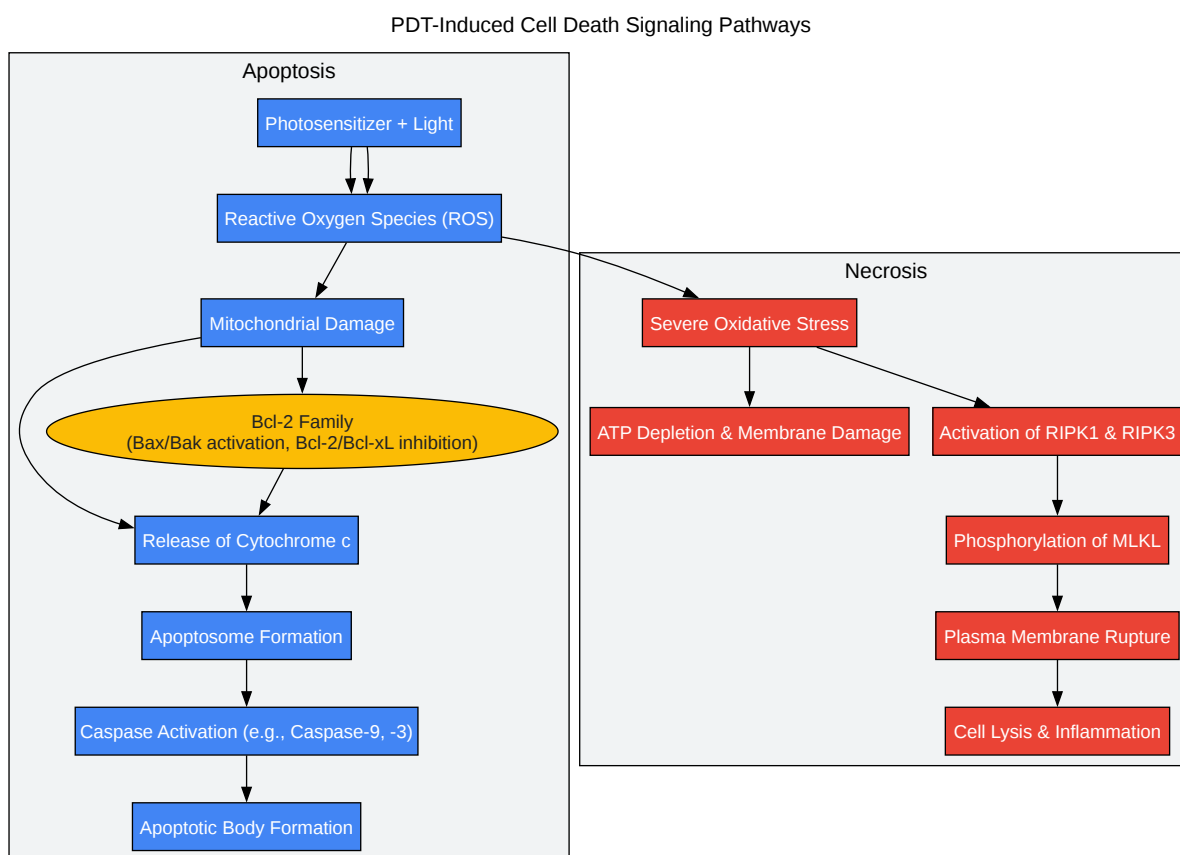 PDT-Induced Cell Death Signaling Pathways
Apoptosis
Photosensitizer + Light
Reactive Oxygen Species (ROS)
Mitochondrial Damage
Bcl-2 Family
(Bax/Bak activation, Bcl-2/Bcl-xL inhibition)
Release of Cytochrome c
Apoptosome Formation
Caspase Activation (e.g., Caspase-9, -3)
Apoptotic Body Formation
Necrosis
Severe Oxidative Stress
ATP Depletion & Membrane Damage
Activation of RIPK1 & RIPK3
Phosphorylation of MLKL
Plasma Membrane Rupture
Cell Lysis & Inflammation